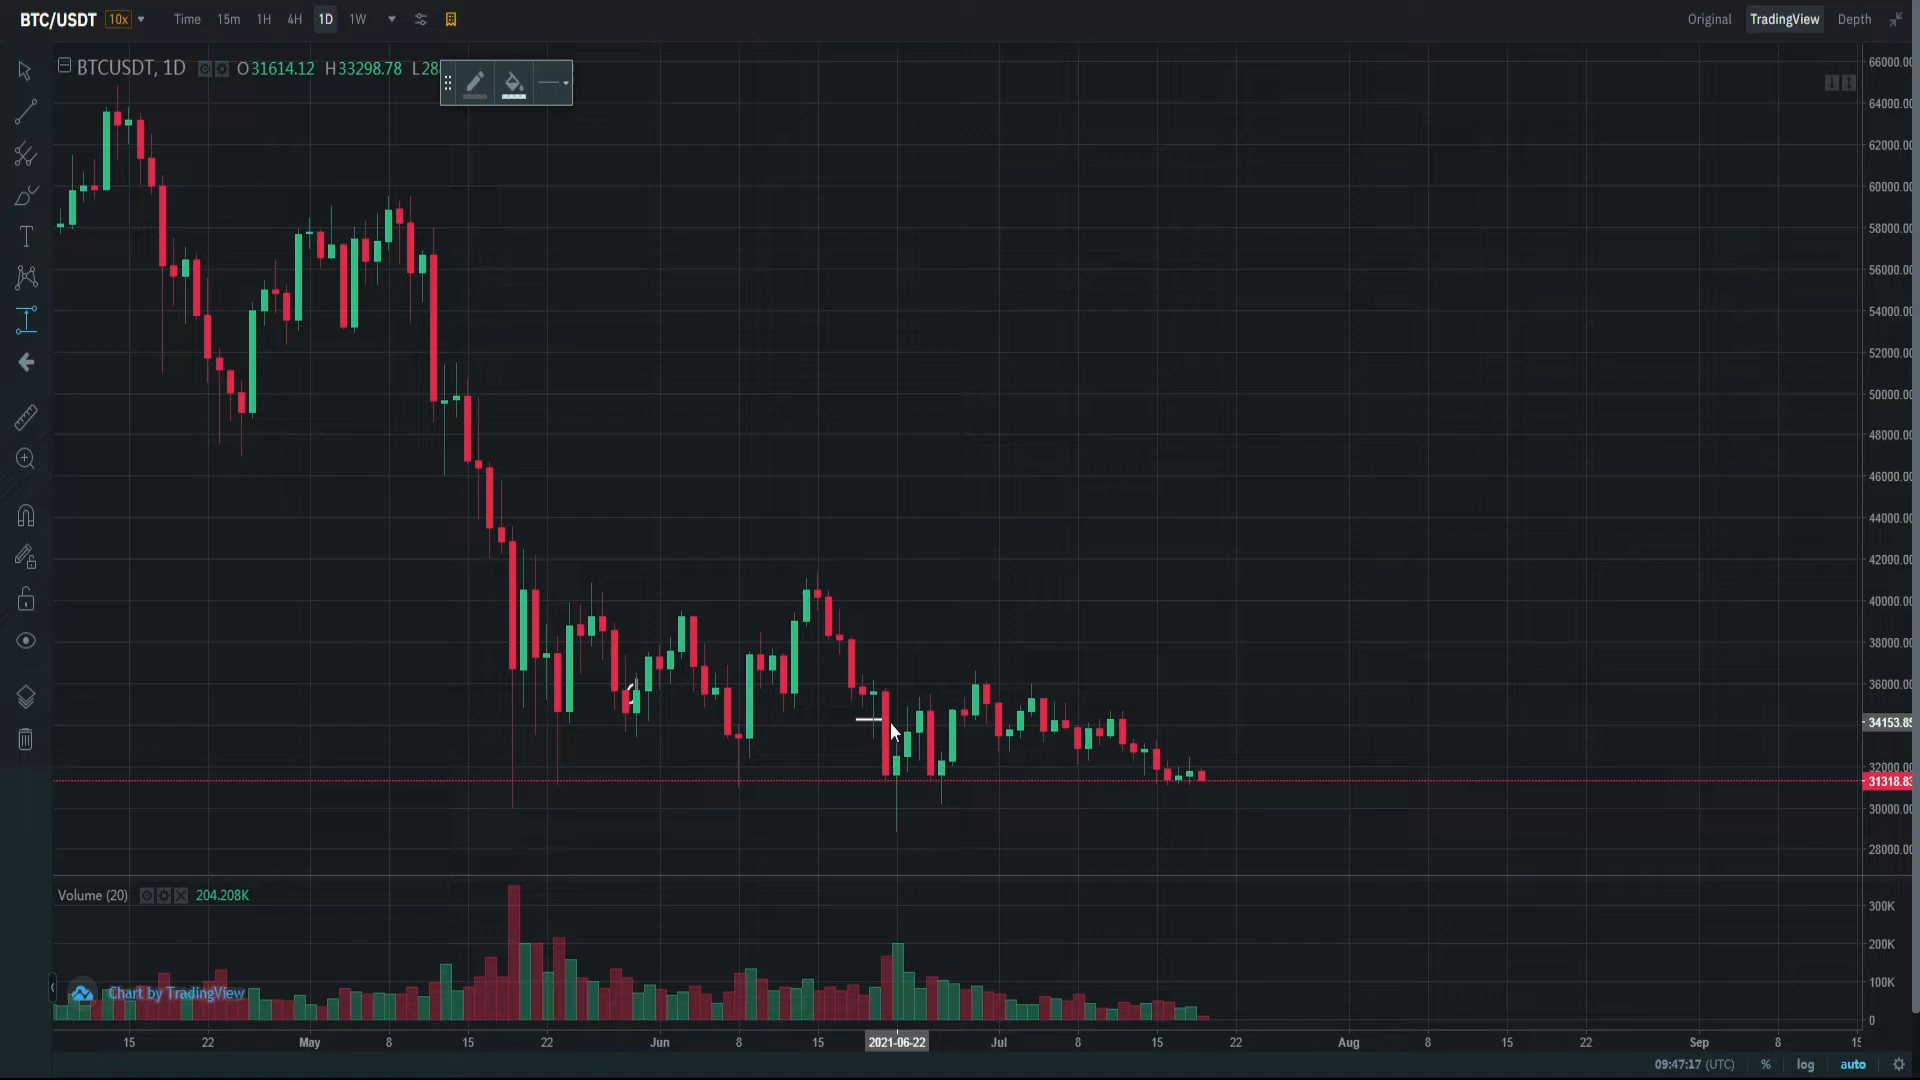 BTC/USDT 10x Time 15m 1H 4H 1D 1W Original TradingView Depth
BTCUSDT, 1D O31614.12 H33298.78 L28
66000.00
64000.00
62000.00
60000.00
58000.00
56000.00
54000.00
52000.00
50000.00
48000.00
46000.00
44000.00
42000.00
40000.00
38000.00
36000.00
34153.85
32000.00
31318.83
30000.00
28000.00
Volume (20) 204.208K
300K
200K
100K
0
Chart by TradingView
15 22 May 8 15 22 Jun 8 15 2021-06-22 Jul 8 15 22 Aug 8 15 22 Sep 8 15
09:47:17 (UTC) % log auto